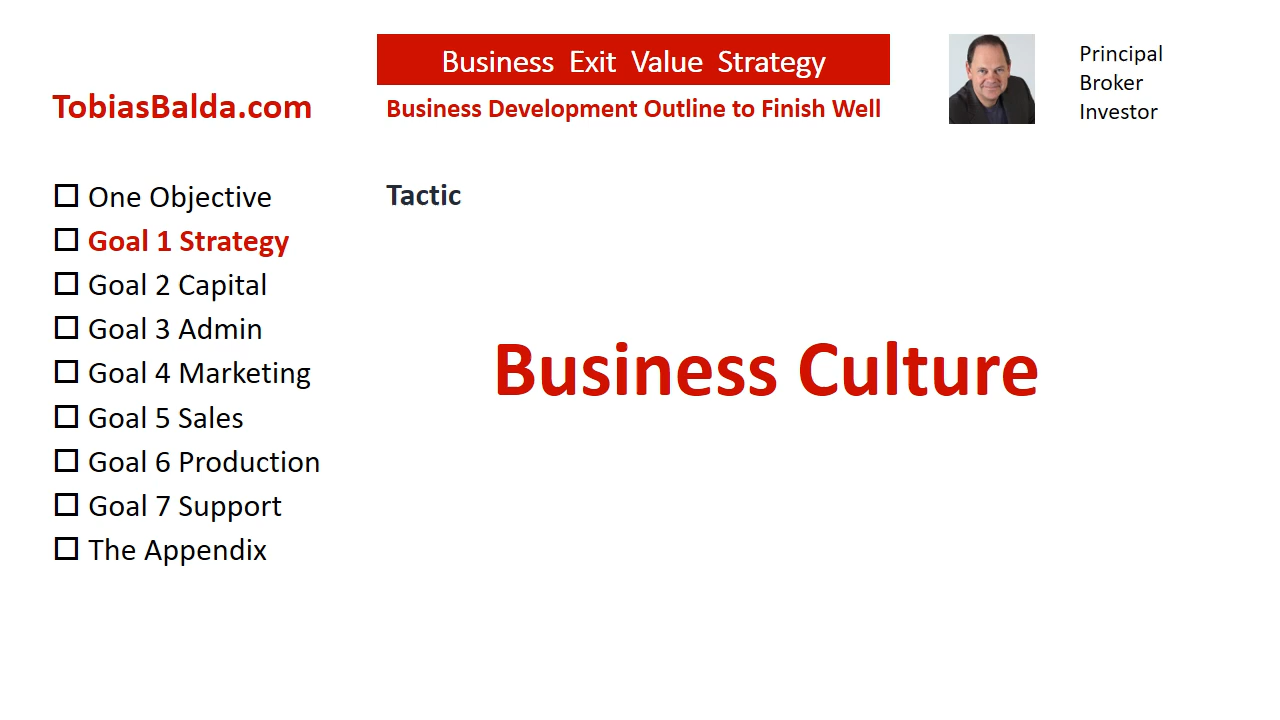 Business Exit Value Strategy
TobiasBalda.com
Business Development Outline to Finish Well
Principal
Broker
Investor
One Objective
Goal 1 Strategy
Goal 2 Capital
Goal 3 Admin
Goal 4 Marketing
Goal 5 Sales
Goal 6 Production
Goal 7 Support
The Appendix
Tactic
Business Culture